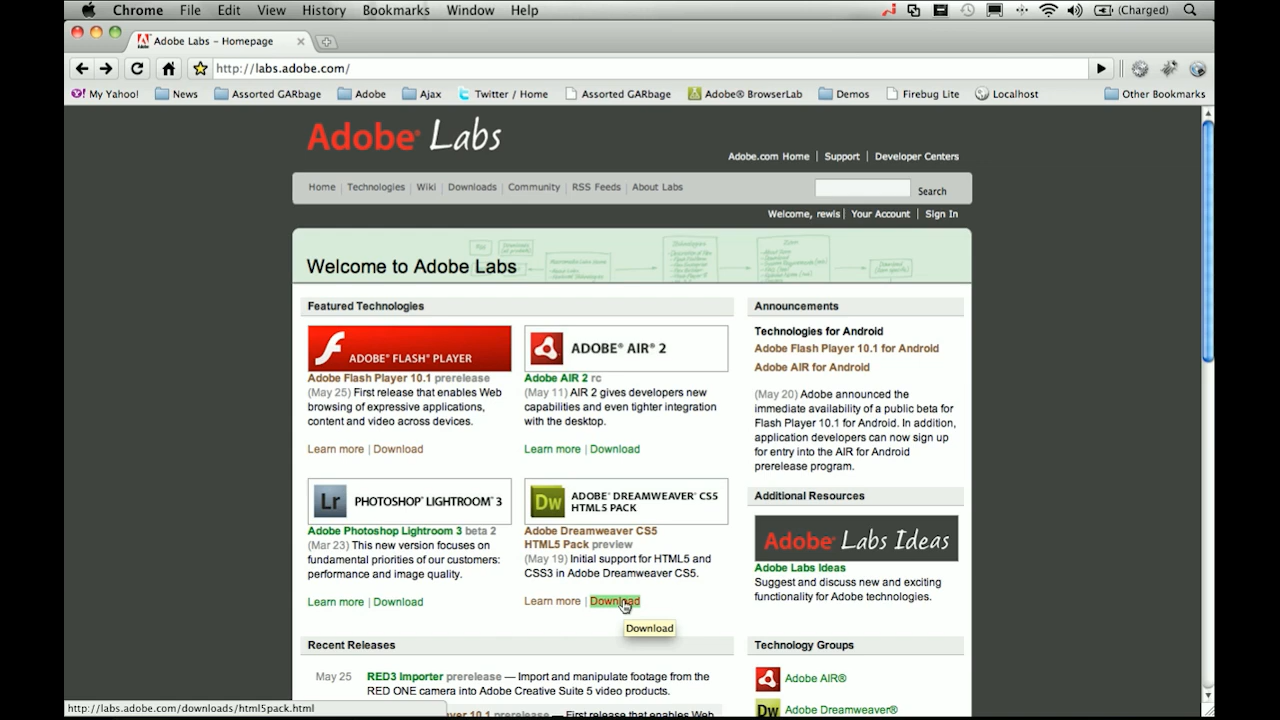 Chrome File Edit View History Bookmarks Window Help (Charged)
Adobe Labs – Homepage
http://labs.adobe.com/
My Yahoo! News Assorted GARbage Adobe Ajax Twitter / Home Assorted GARbage Adobe® BrowserLab Demos Firebug Lite Localhost Other Bookmarks
Adobe® Labs
Adobe.com Home | Support | Developer Centers
Home | Technologies | Wiki | Downloads | Community | RSS Feeds | About Labs Search
Welcome, rewis | Your Account | Sign In
Welcome to Adobe Labs
Featured Technologies
ADOBE® FLASH® PLAYER
Adobe Flash Player 10.1 prerelease
(May 25) First release that enables Web
browsing of expressive applications,
content and video across devices.
Learn more | Download
ADOBE® AIR® 2
Adobe AIR 2 rc
(May 11) AIR 2 gives developers new
capabilities and even tighter integration
with the desktop.
Learn more | Download
Lr PHOTOSHOP® LIGHTROOM® 3
Adobe Photoshop Lightroom 3 beta 2
(Mar 23) This new version focuses on
fundamental priorities of our customers:
performance and image quality.
Learn more | Download
Dw ADOBE® DREAMWEAVER® CS5
HTML5 PACK
Adobe Dreamweaver CS5
HTML5 Pack preview
(May 19) Initial support for HTML5 and
CSS3 in Adobe Dreamweaver CS5.
Learn more | Download
Download
Recent Releases
May 25 RED3 Importer prerelease — Import and manipulate footage from the
RED ONE camera into Adobe Creative Suite 5 video products.
yer 10.1 prerelease — First release that enables Web
Announcements
Technologies for Android
Adobe Flash Player 10.1 for Android
Adobe AIR for Android
(May 20) Adobe announced the
immediate availability of a public beta for
Flash Player 10.1 for Android. In addition,
application developers can now sign up
for entry into the AIR for Android
prerelease program.
Additional Resources
Adobe® Labs Ideas
Adobe Labs Ideas
Suggest and discuss new and exciting
functionality for Adobe technologies.
Technology Groups
Adobe AIR®
Dw Adobe Dreamweaver®
http://labs.adobe.com/downloads/html5pack.html